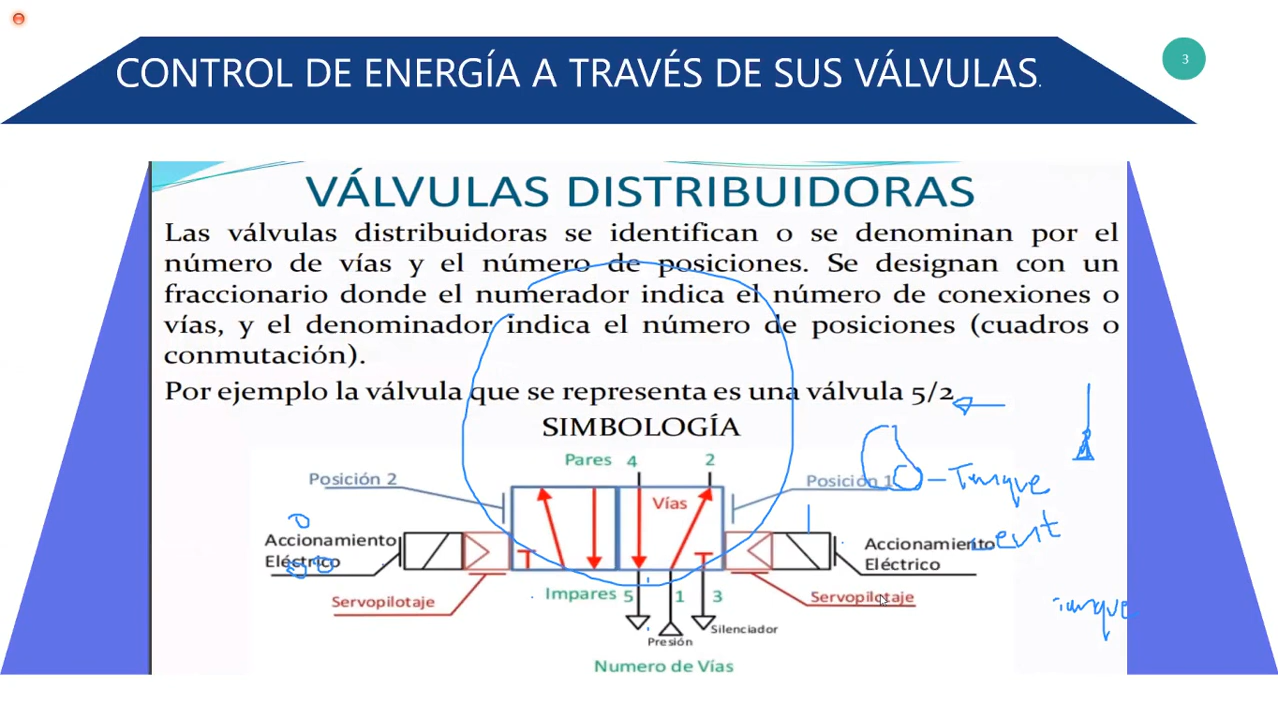 CONTROL DE ENERGÍA A TRAVÉS DE SUS VÁLVULAS.
3
VÁLVULAS DISTRIBUIDORAS
Las válvulas distribuidoras se identifican o se denominan por el
número de vías y el número de posiciones. Se designan con un
fraccionario donde el numerador indica el número de conexiones o
vías, y el denominador indica el número de posiciones (cuadros o
conmutación).
Por ejemplo la válvula que se representa es una válvula 5/2
SIMBOLOGÍA
Pares 4 2
Posición 2
Vías
Posición 1
Tanque
Accionamiento
Eléctrico
Accionamiento
Eléctrico
Servopilotaje
Impares 5 1 3
Servopilotaje
Tanque
Presión
Silenciador
Numero de Vías